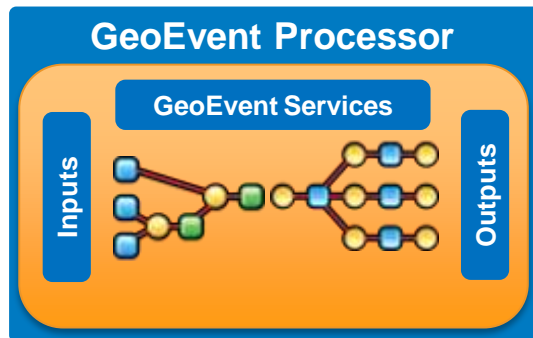 GeoEvent Processor
GeoEvent Services
Inputs
Outputs